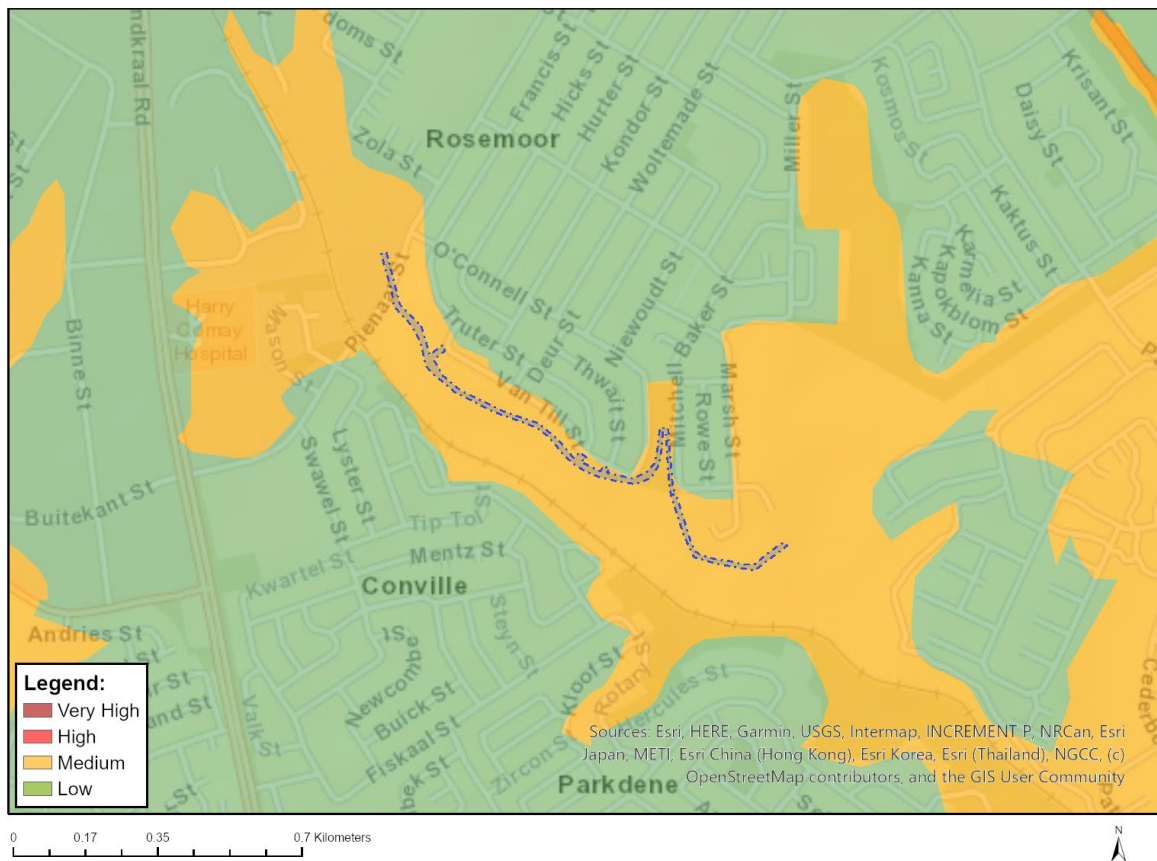 ndkraal Rd
doms St
Francis St
Hicks St
Hurter St
Kondor St
Woltemade St
Miller St
Kosmos St
Krisant St
Daisy St
Rosemoor
Zola St
Kaktus St
Karmelia St
Kapokblom St
Kanna St
O'Connell St
Pienaar St
Niewoudt St
Baker St
Harry
Comay
Hospital
Mason St
Truter St
Deur St
Thwait St
Van Till St
Mitchell
Marsh St
Rowe St
Binne St
Lyster St
Swawel St
Buitekant St
Tip Tol
St
Mentz St
Kwartel St
Conville
Andries St
Steyn St
Newcombe
Buick St
Kloof St
Rotary St
Hercules St
Valk St
Fiskaal St
Zircon St
Parkdene
Legend:
Very High
High
Medium
Low
Sources: Esri, HERE, Garmin, USGS, Intermap, INCREMENT P, NRCan, Esri
Japan, METI, Esri China (Hong Kong), Esri Korea, Esri (Thailand), NGCC, (c)
OpenStreetMap contributors, and the GIS User Community
0 0.17 0.35 0.7 Kilometers
N